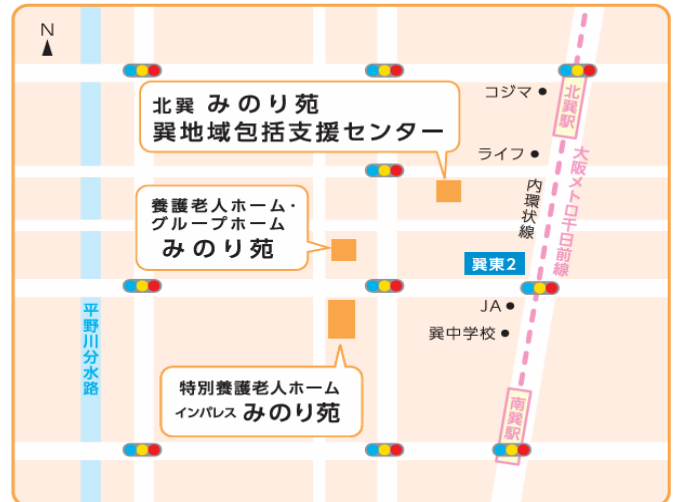 N
コジマ
北巽駅
北巽 みのり苑
巽地域包括支援センター
ライフ
大阪メトロ千日前線
内環状線
養護老人ホーム・
グループホーム
みのり苑
巽東2
平野川分水路
JA
巽中学校
特別養護老人ホーム
インパレス みのり苑
南巽駅